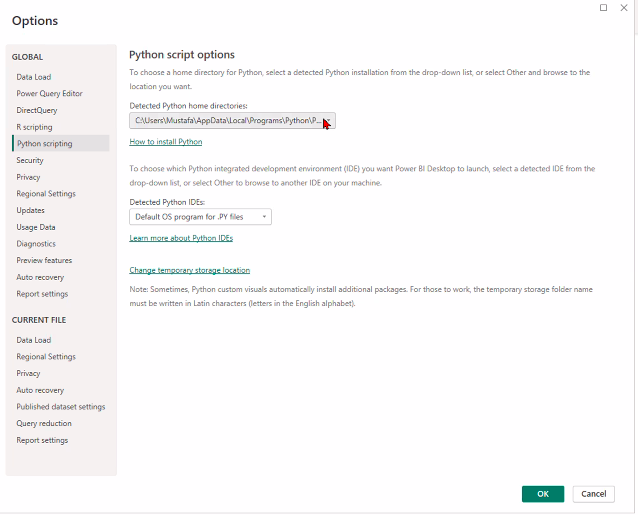 Options
GLOBAL
Data Load
Power Query Editor
DirectQuery
R scripting
Python scripting
Security
Privacy
Regional Settings
Updates
Usage Data
Diagnostics
Preview features
Auto recovery
Report settings
CURRENT FILE
Data Load
Regional Settings
Privacy
Auto recovery
Published dataset settings
Query reduction
Report settings
Python script options
To choose a home directory for Python, select a detected Python installation from the drop-down list, or select Other and browse to the
location you want.
Detected Python home directories:
C:\Users\Mustafa\AppData\Local\Programs\Python\P...
How to install Python
To choose which Python integrated development environment (IDE) you want Power BI Desktop to launch, select a detected IDE from the
drop-down list, or select Other to browse to another IDE on your machine.
Detected Python IDEs:
Default OS program for .PY files
Learn more about Python IDEs
Change temporary storage location
Note: Sometimes, Python custom visuals automatically install additional packages. For those to work, the temporary storage folder name
must be written in Latin characters (letters in the English alphabet).
OK
Cancel